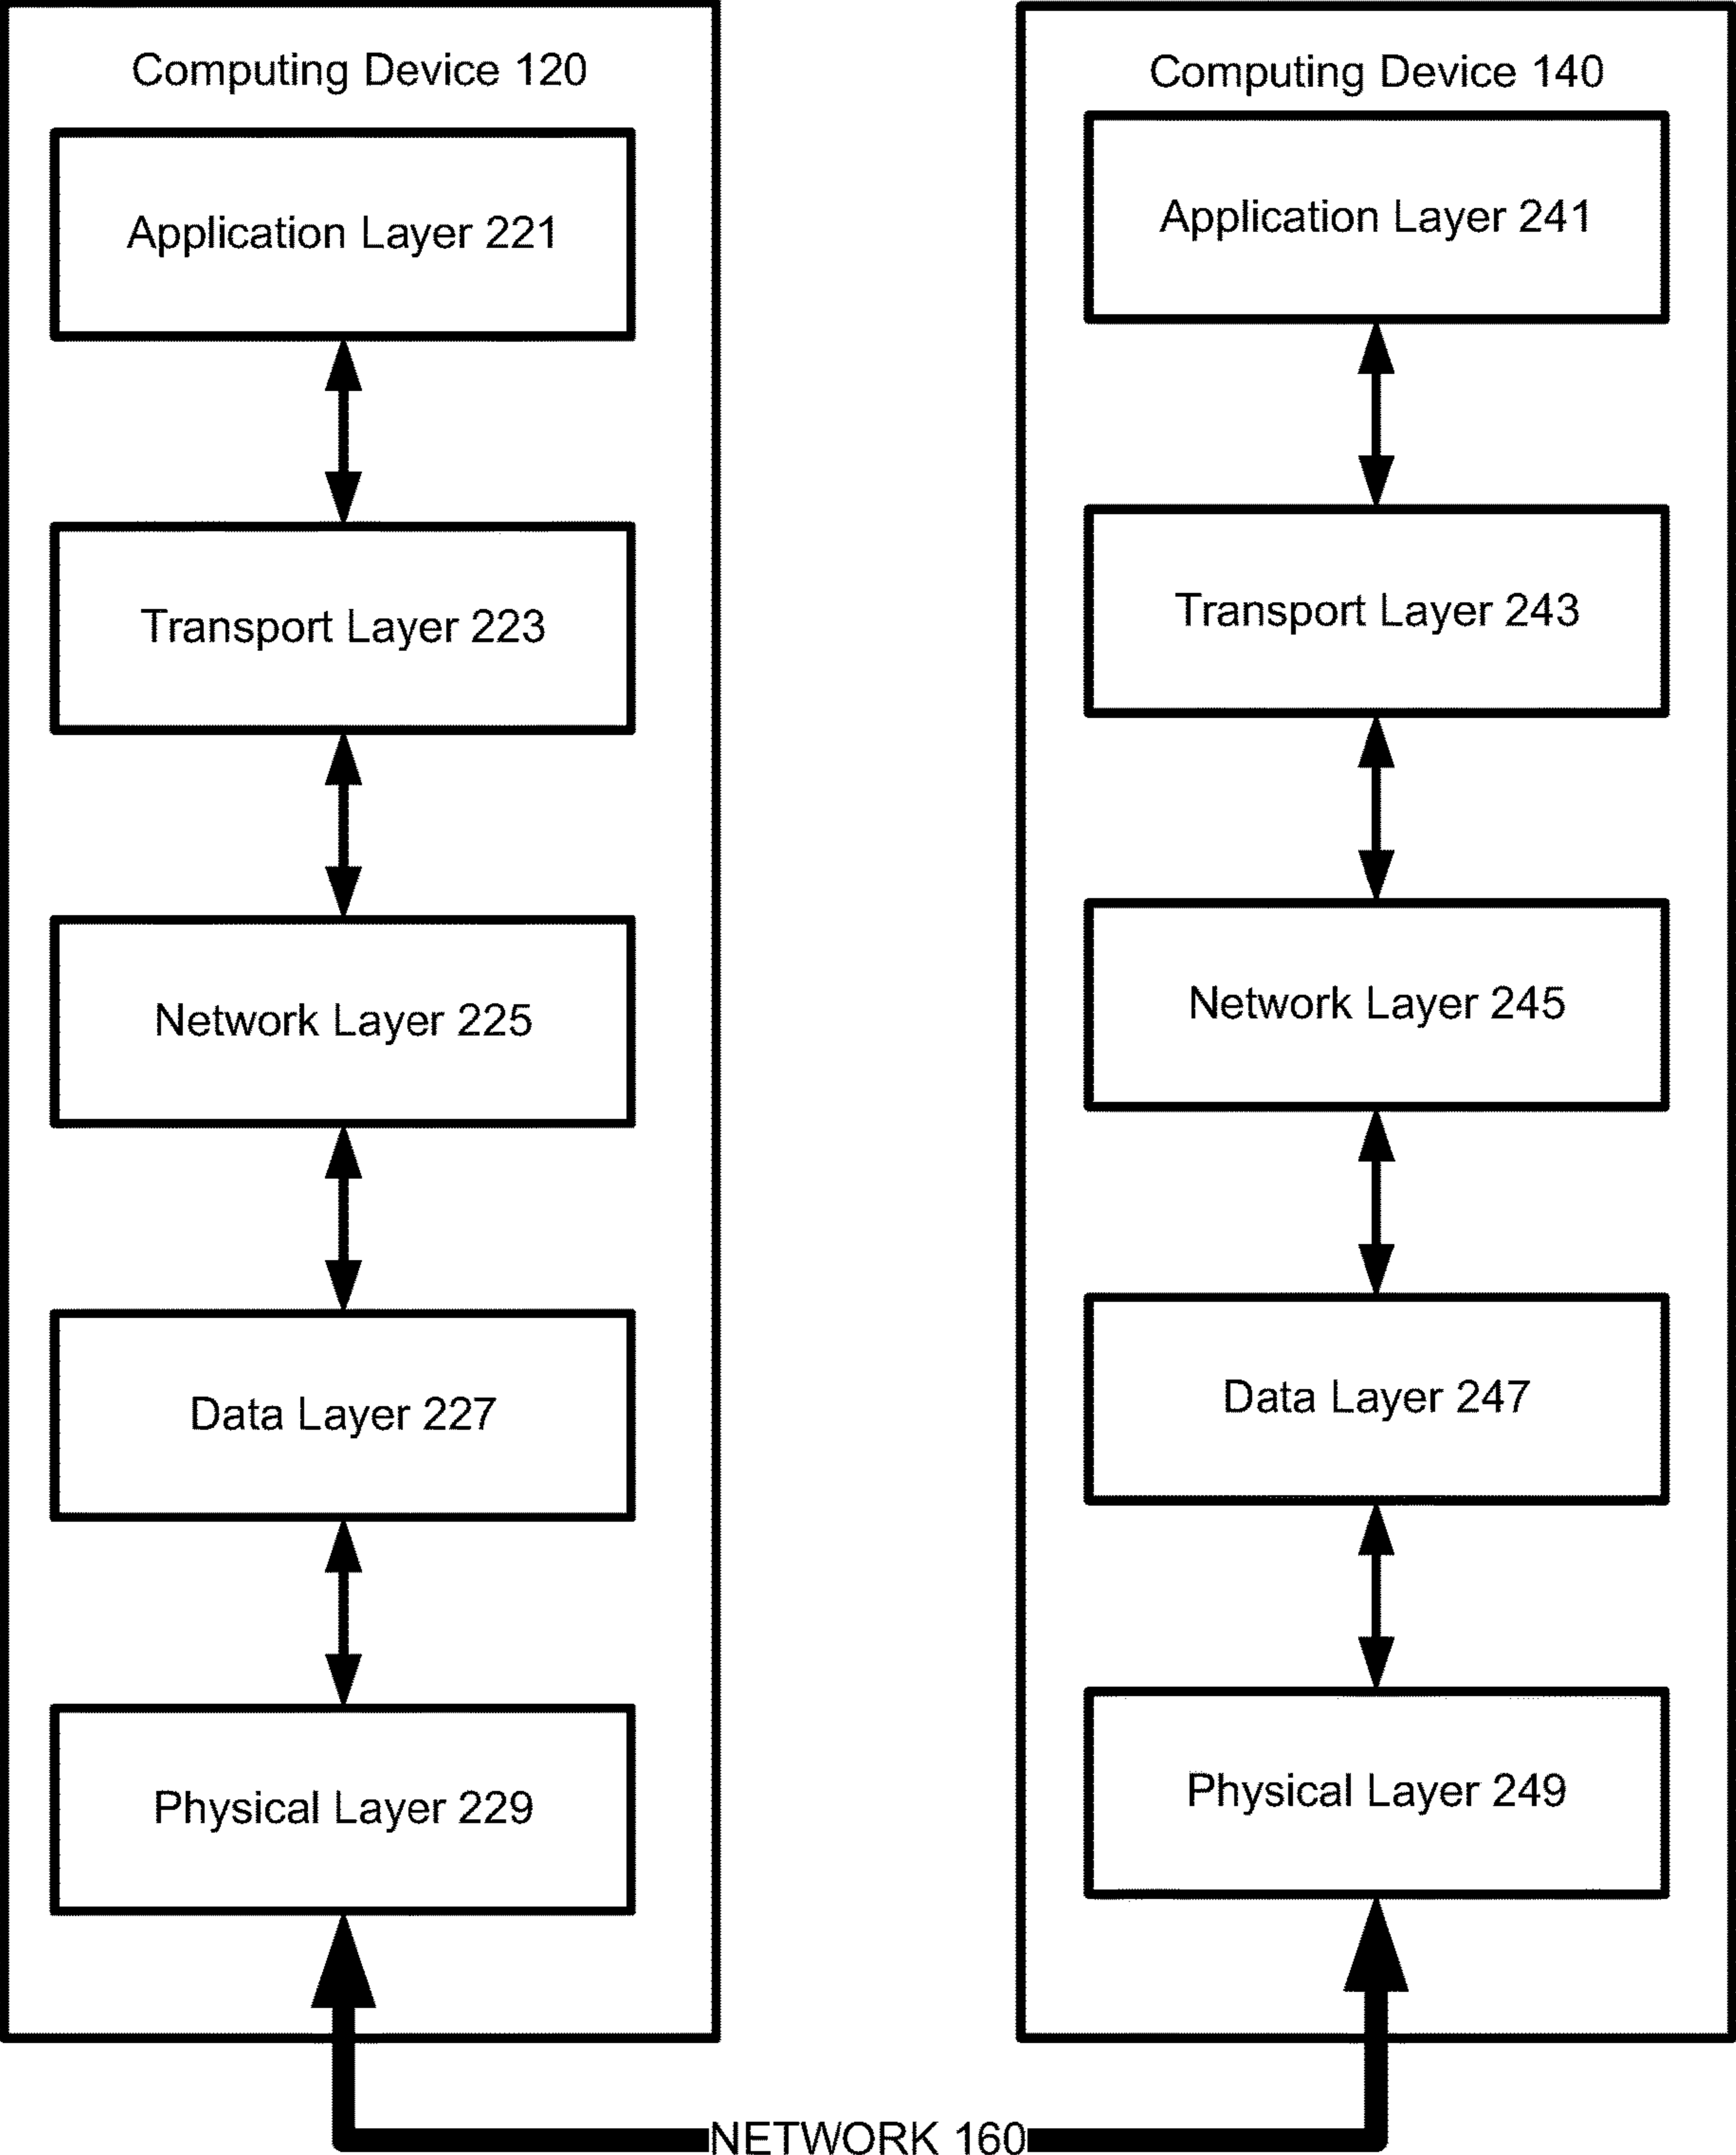 Computing Device 120
Application Layer 221
Transport Layer 223
Network Layer 225
Data Layer 227
Physical Layer 229
Computing Device 140
Application Layer 241
Transport Layer 243
Network Layer 245
Data Layer 247
Physical Layer 249
NETWORK 160